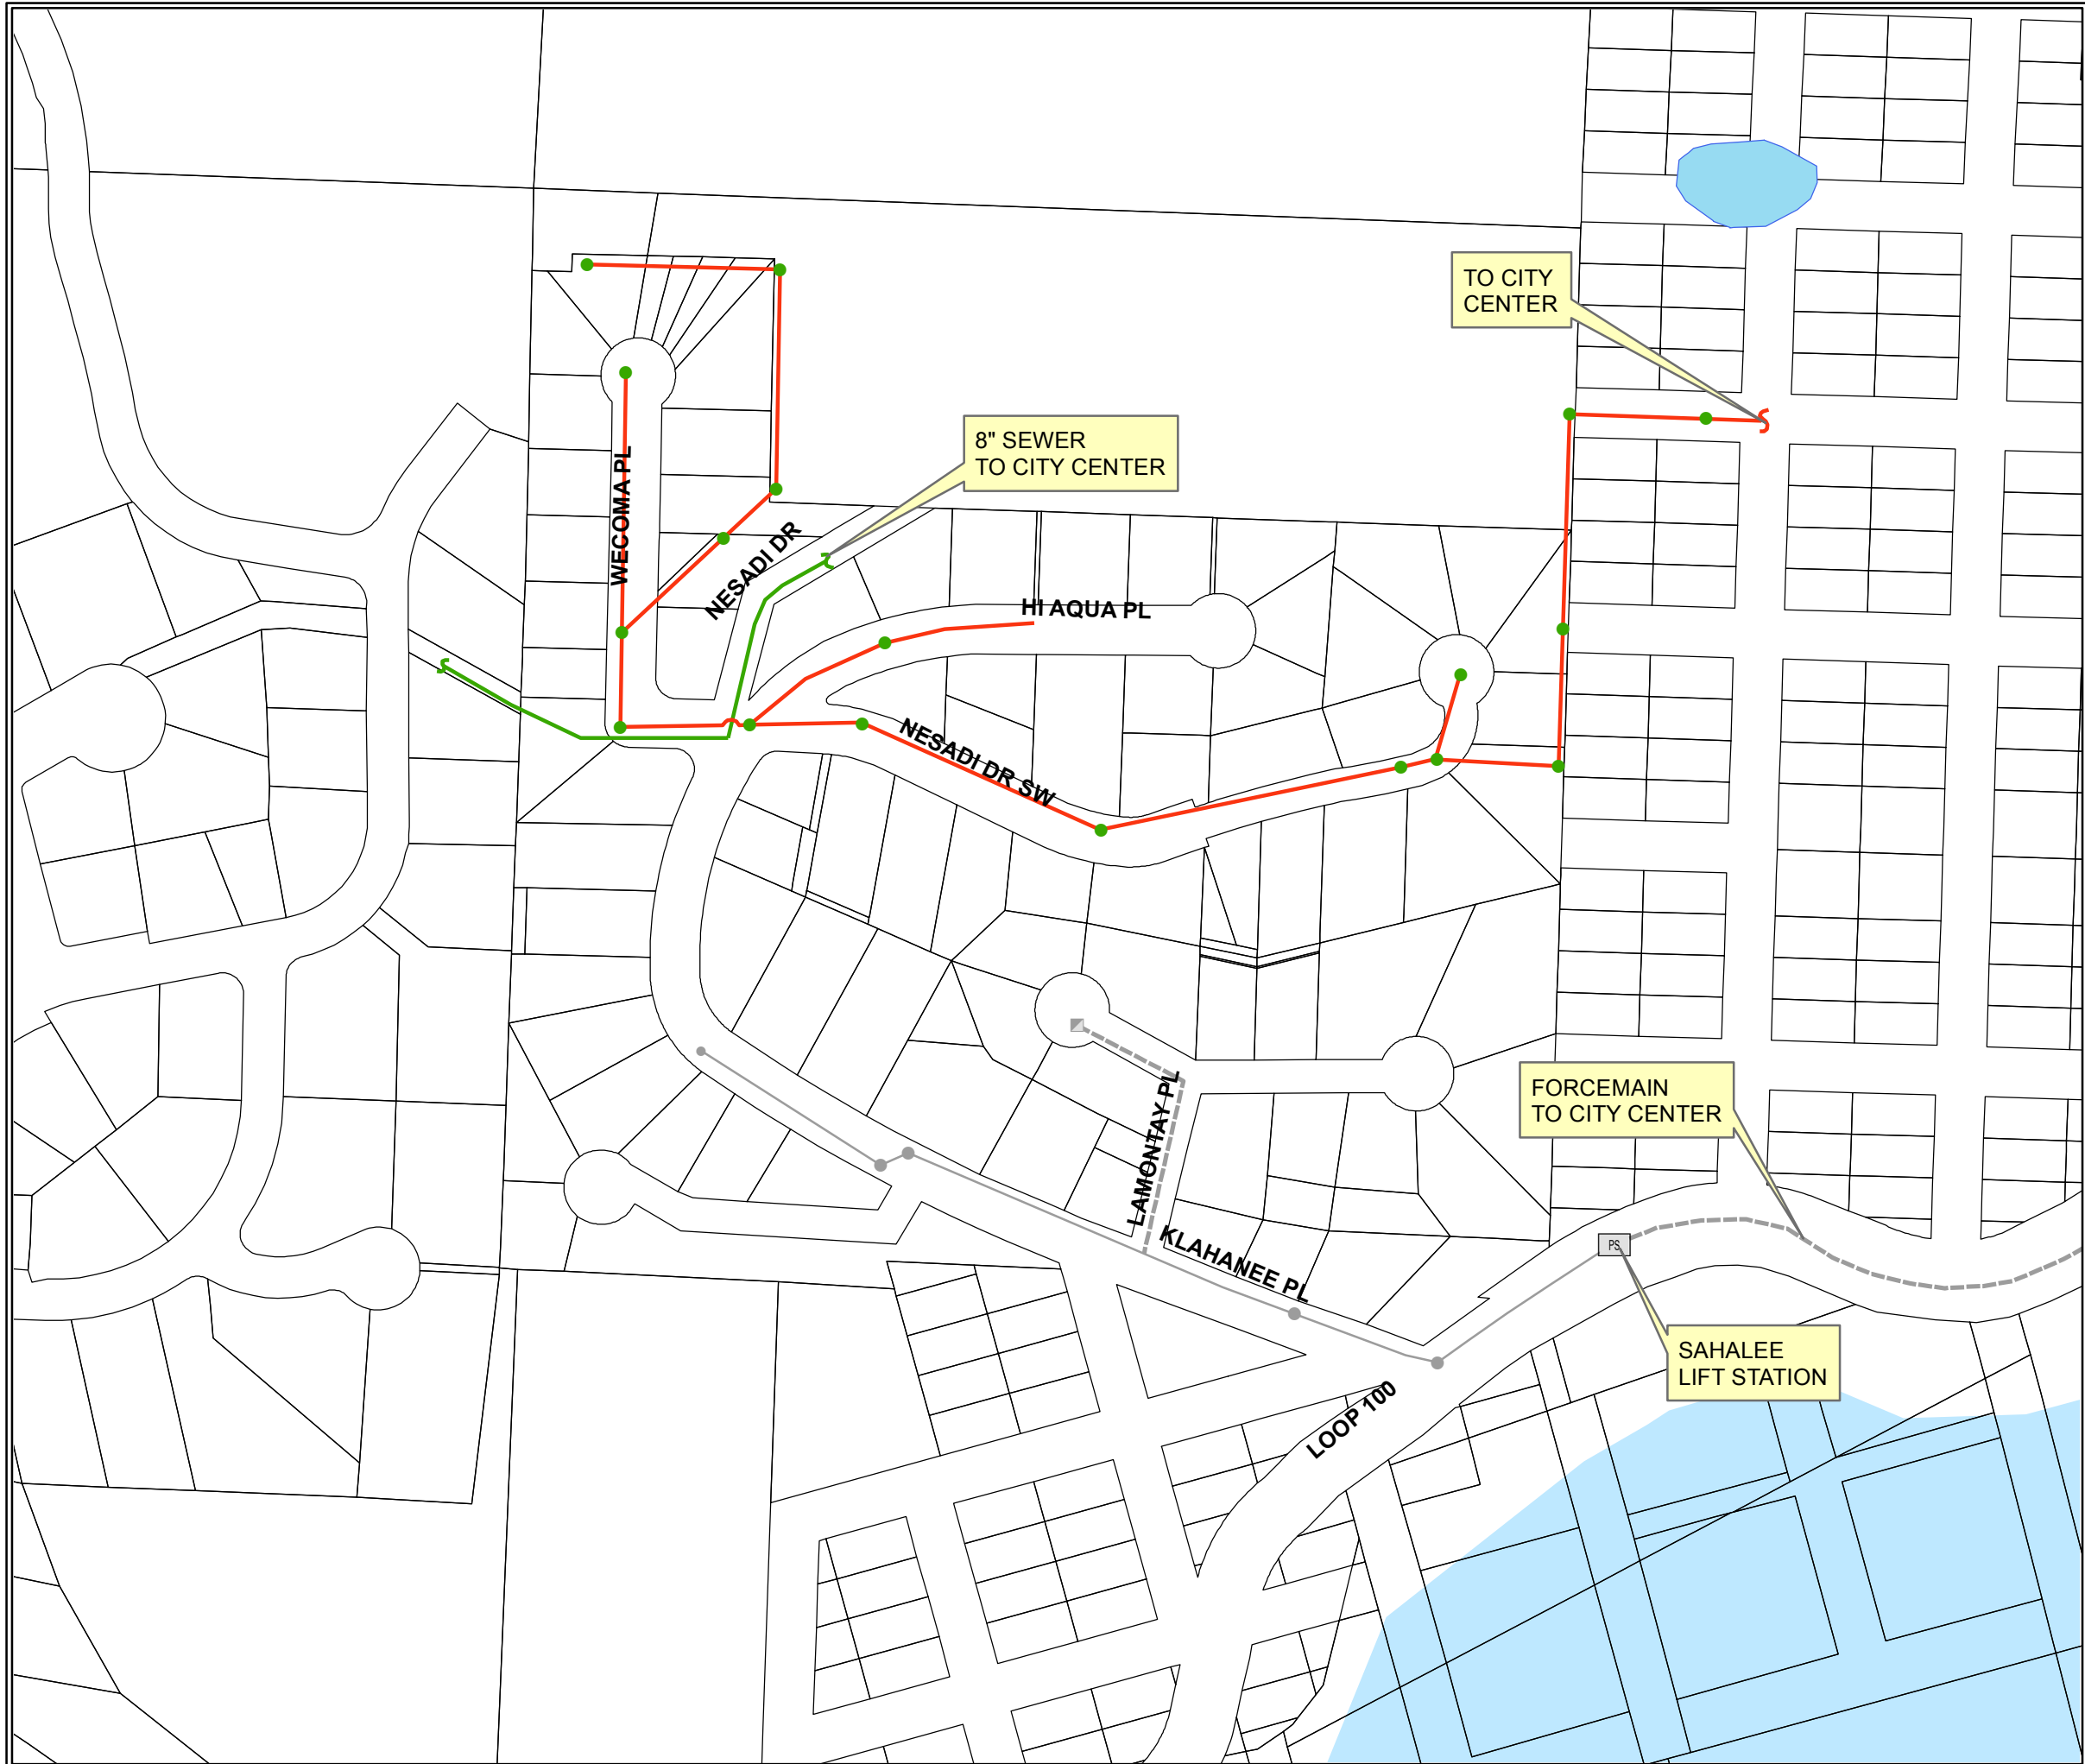 TO CITY
CENTER
8" SEWER
TO CITY CENTER
WECOMA PL
NESADI DR
HI AQUA PL
NESADI DR SW
FORCEMAIN
TO CITY CENTER
LAMONTAY PL
KLAHANEE PL
PS
SAHALEE
LIFT STATION
LOOP 100